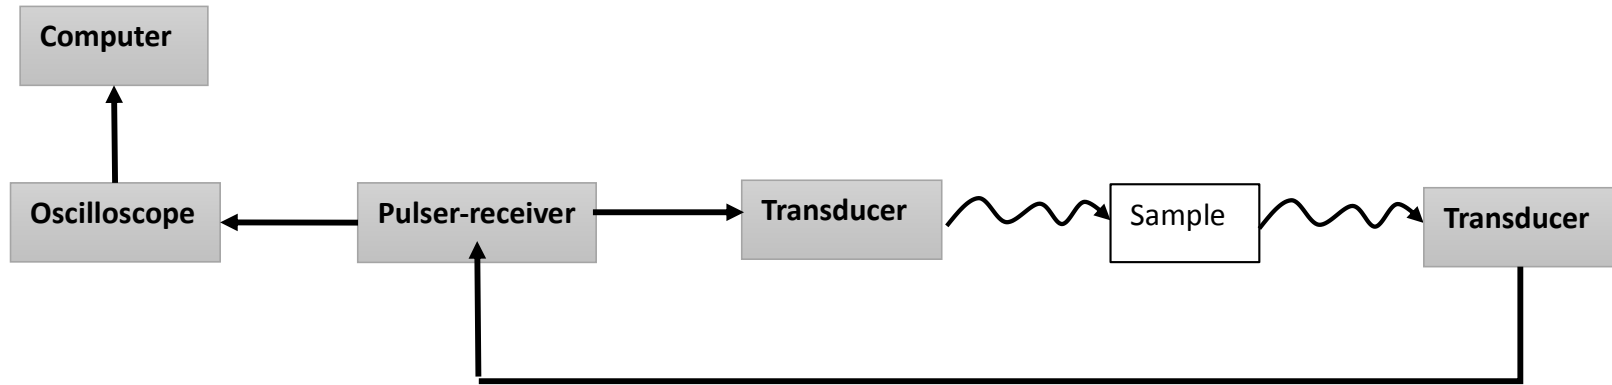 Computer
Oscilloscope
Pulser-receiver
Transducer
Sample
Transducer